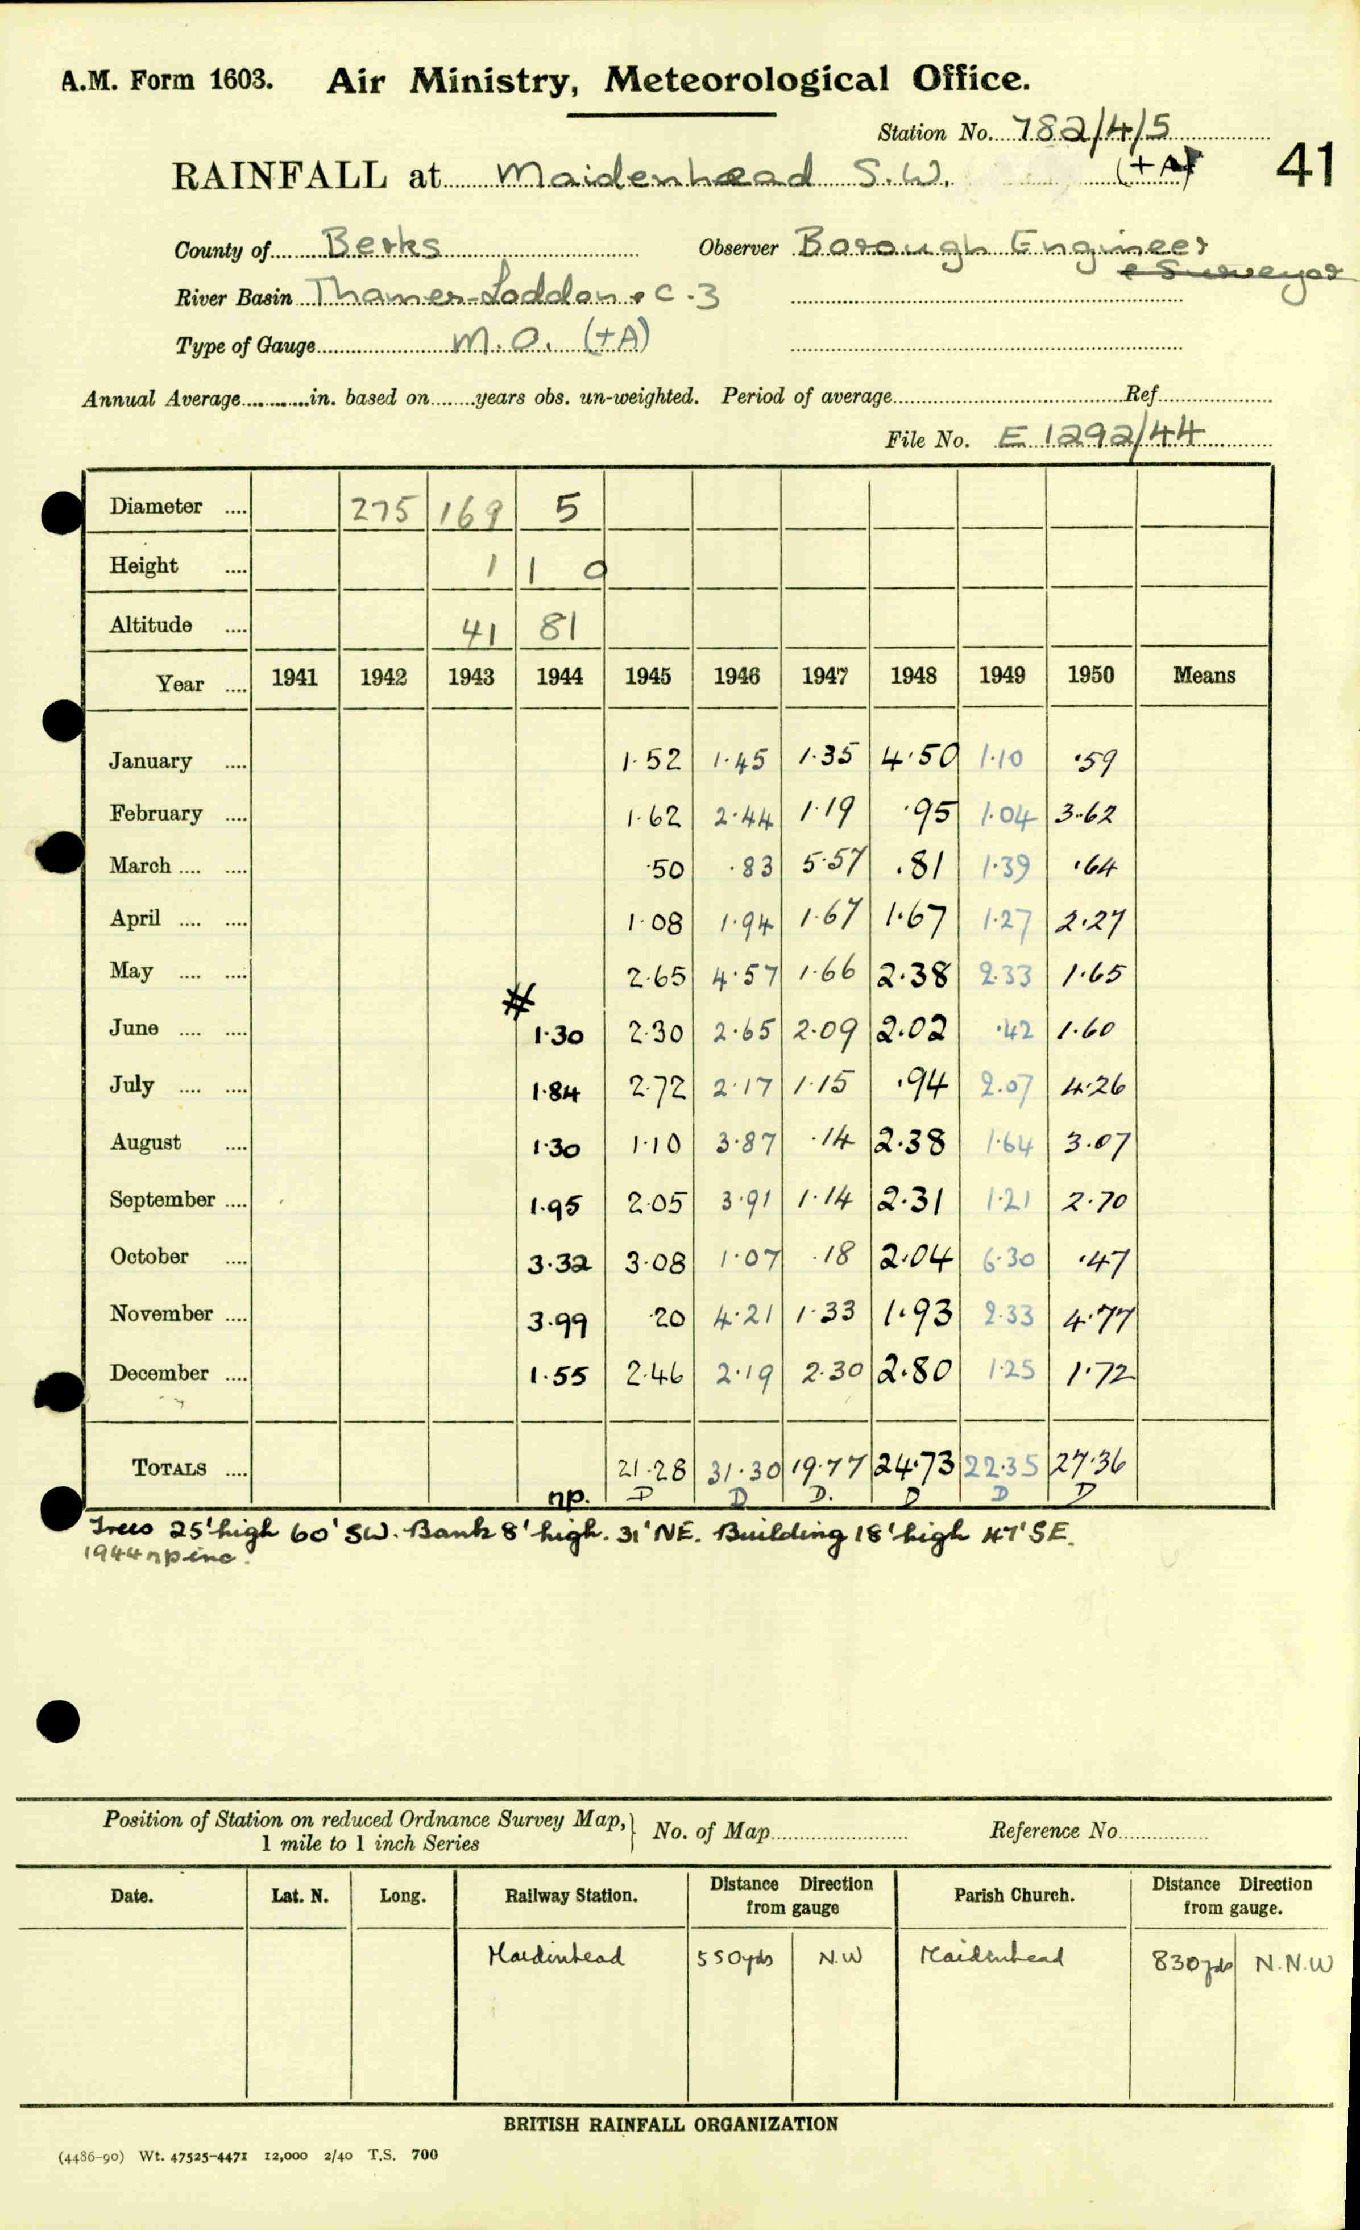 A.M. Form 1603. Air Ministry, Meteorological Office.
Station No. 782/4/5
RAINFALL at Maidenhead S.W. (+A) 41
County of Berks Observer Borough Engineer
& Surveyor
River Basin Thames-Loddon & C.3
Type of Gauge M.O. (+A)
Annual Average in. based on years obs. un-weighted. Period of average Ref
File No. E 1292/44
Diameter 275 169 5
Height 1 1 0
Altitude 41 81
Year 1941 1942 1943 1944 1945 1946 1947 1948 1949 1950 Means
January 1.52 1.45 1.35 4.50 1.10 .59
February 1.62 2.44 1.19 .95 1.04 3.62
March .50 .83 5.57 .81 1.39 .64
April 1.08 1.94 1.67 1.67 1.27 2.27
May 2.65 4.57 1.66 2.38 2.33 1.65
#
June 1.30 2.30 2.65 2.09 2.02 .42 1.60
July 1.84 2.72 2.17 1.15 .94 2.07 4.26
August 1.30 1.10 3.87 .14 2.38 1.64 3.07
September 1.95 2.05 3.91 1.14 2.31 1.21 2.70
October 3.32 3.08 1.07 .18 2.04 6.30 .47
November 3.99 .20 4.21 1.33 1.93 2.33 4.77
December 1.55 2.46 2.19 2.30 2.80 1.25 1.72
TOTALS 21.28 31.30 19.77 24.73 22.35 27.36
np. D D D. D D D
Trees 25' high 60' SW. Bank 8' high. 31' NE. Building 18' high 47' SE.
1944 np inc.
Position of Station on reduced Ordnance Survey Map, No. of Map Reference No.
1 mile to 1 inch Series
Date. Lat. N. Long. Railway Station. Distance Direction from gauge Parish Church. Distance Direction from gauge.
Maidenhead 550yds N.W Maidenhead 830yds N.N.W
BRITISH RAINFALL ORGANIZATION
(4486-90) Wt. 47525-4471 12,000 2/40 T.S. 700